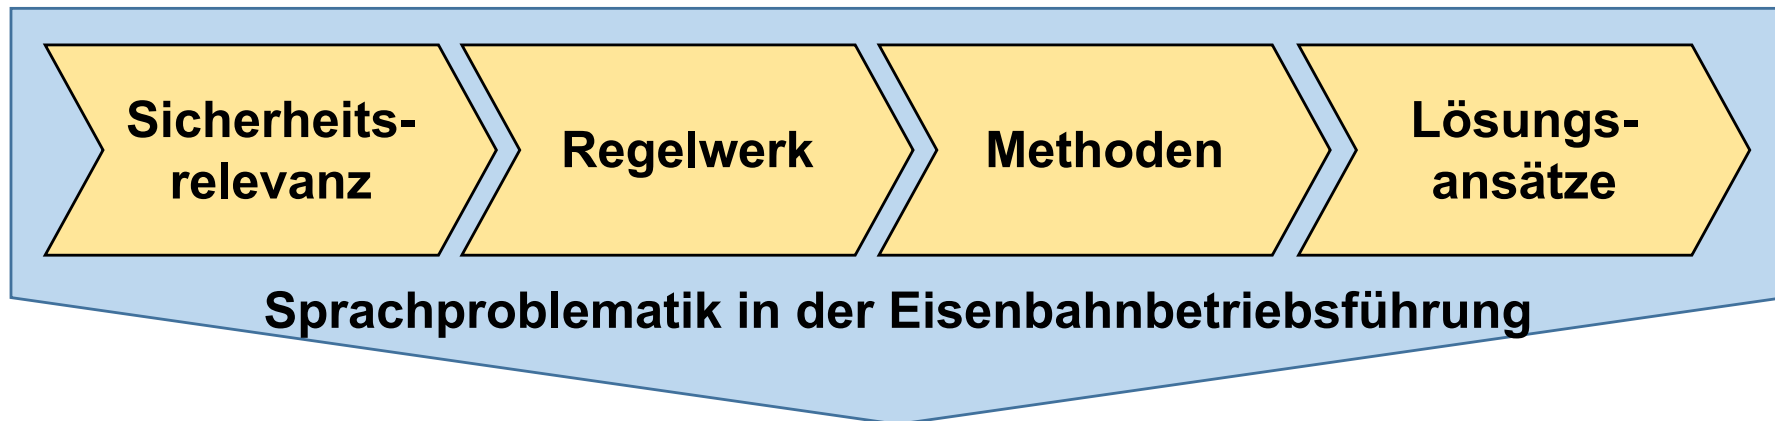 Sicherheits-
relevanz
Regelwerk
Methoden
Lösungs-
ansätze
Sprachproblematik in der Eisenbahnbetriebsführung